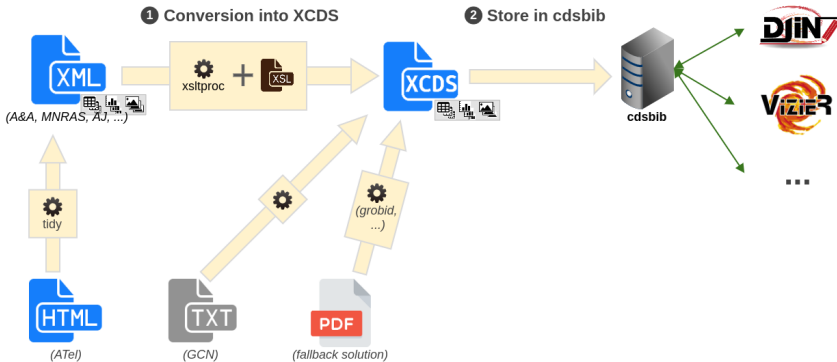 ❶ Conversion into XCDS
❷ Store in cdsbib
XML
(A&A, MNRAS, AJ, ...)
xsltproc
+
XSL
XCDS
cdsbib
DJiN
ViZieR
...
tidy
(grobid,
...)
HTML
(ATel)
TXT
(GCN)
PDF
(fallback solution)